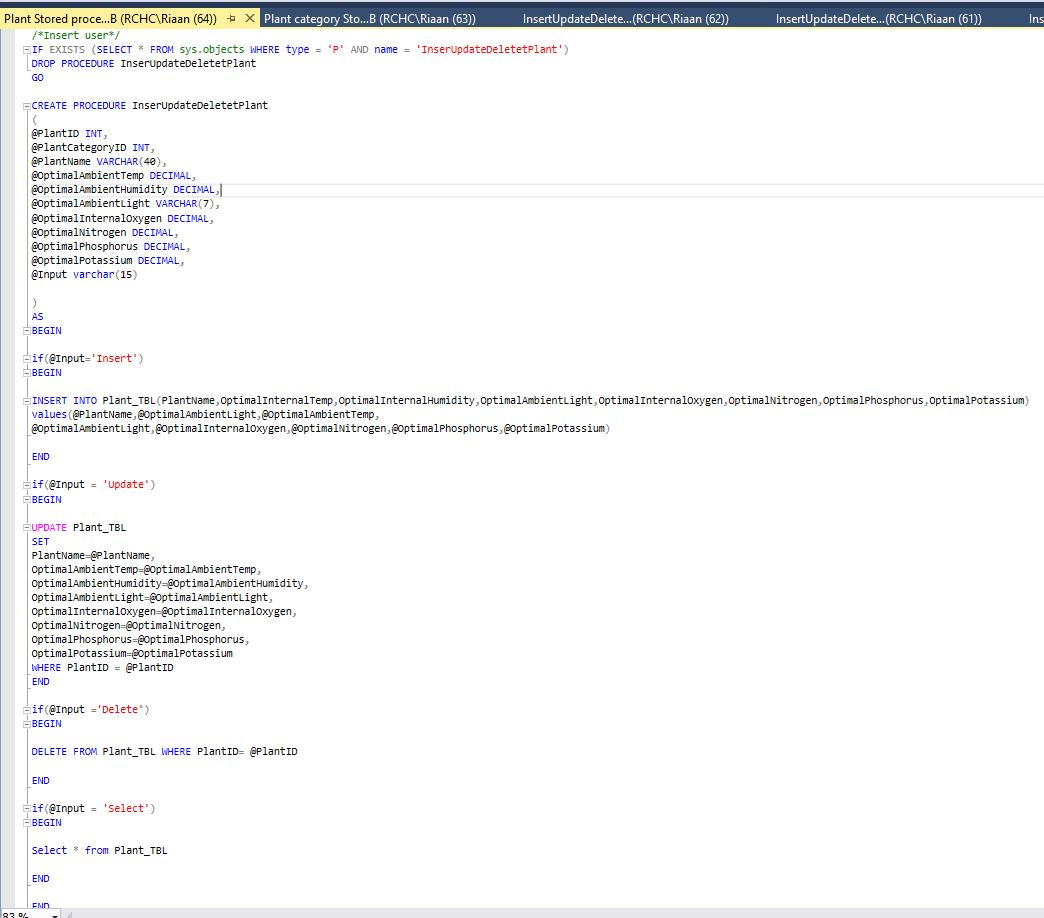 Plant Stored proce...B (RCHC\Riaan (64)) Plant category Sto...B (RCHC\Riaan (63)) InsertUpdateDelete...(RCHC\Riaan (62)) InsertUpdateDelete...(RCHC\Riaan (61)) Ins
/*Insert user*/
IF EXISTS (SELECT * FROM sys.objects WHERE type = 'P' AND name = 'InserUpdateDeletetPlant')
DROP PROCEDURE InserUpdateDeletetPlant
GO
CREATE PROCEDURE InserUpdateDeletetPlant
(
@PlantID INT,
@PlantCategoryID INT,
@PlantName VARCHAR(40),
@OptimalAmbientTemp DECIMAL,
@OptimalAmbientHumidity DECIMAL,
@OptimalAmbientLight VARCHAR(7),
@OptimalInternalOxygen DECIMAL,
@OptimalNitrogen DECIMAL,
@OptimalPhosphorus DECIMAL,
@OptimalPotassium DECIMAL,
@Input varchar(15)
)
AS
BEGIN
if(@Input='Insert')
BEGIN
INSERT INTO Plant_TBL(PlantName,OptimalInternalTemp,OptimalInternalHumidity,OptimalAmbientLight,OptimalInternalOxygen,OptimalNitrogen,OptimalPhosphorus,OptimalPotassium)
values(@PlantName,@OptimalAmbientLight,@OptimalAmbientTemp,
@OptimalAmbientLight,@OptimalInternalOxygen,@OptimalNitrogen,@OptimalPhosphorus,@OptimalPotassium)
END
if(@Input = 'Update')
BEGIN
UPDATE Plant_TBL
SET
PlantName=@PlantName,
OptimalAmbientTemp=@OptimalAmbientTemp,
OptimalAmbientHumidity=@OptimalAmbientHumidity,
OptimalAmbientLight=@OptimalAmbientLight,
OptimalInternalOxygen=@OptimalInternalOxygen,
OptimalNitrogen=@OptimalNitrogen,
OptimalPhosphorus=@OptimalPhosphorus,
OptimalPotassium=@OptimalPotassium
WHERE PlantID = @PlantID
END
if(@Input ='Delete')
BEGIN
DELETE FROM Plant_TBL WHERE PlantID= @PlantID
END
if(@Input = 'Select')
BEGIN
Select * from Plant_TBL
END
END
83 %